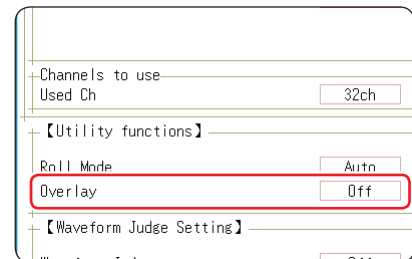 Channels to use
Used Ch 32ch
【Utility functions】
Roll Mode Auto
Overlay Off
【Waveform Judge Setting】